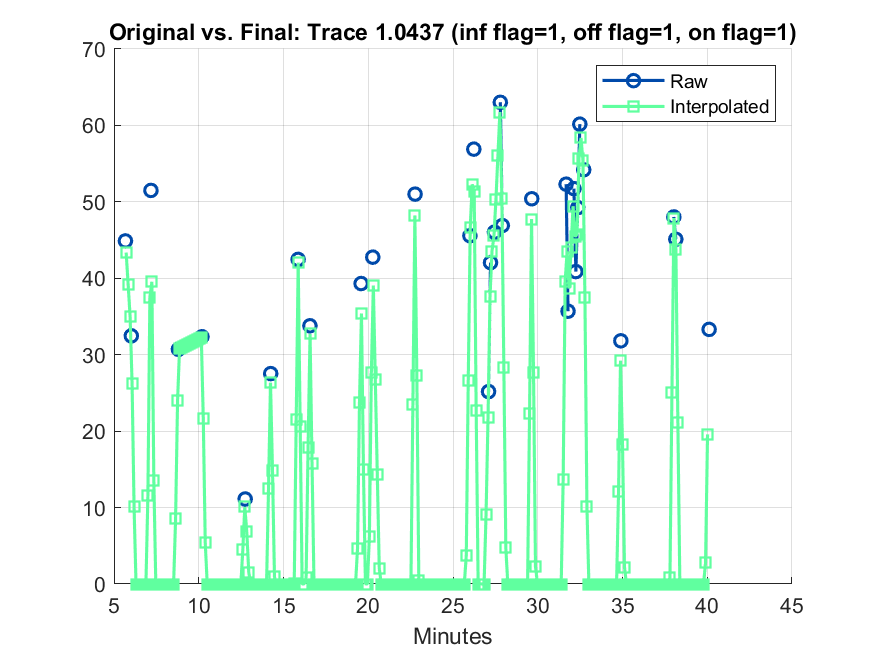 Original vs. Final: Trace 1.0437 (inf flag=1, off flag=1, on flag=1)
70
60
50
40
30
20
10
0
Raw
Interpolated
5 10 15 20 25 30 35 40 45
Minutes